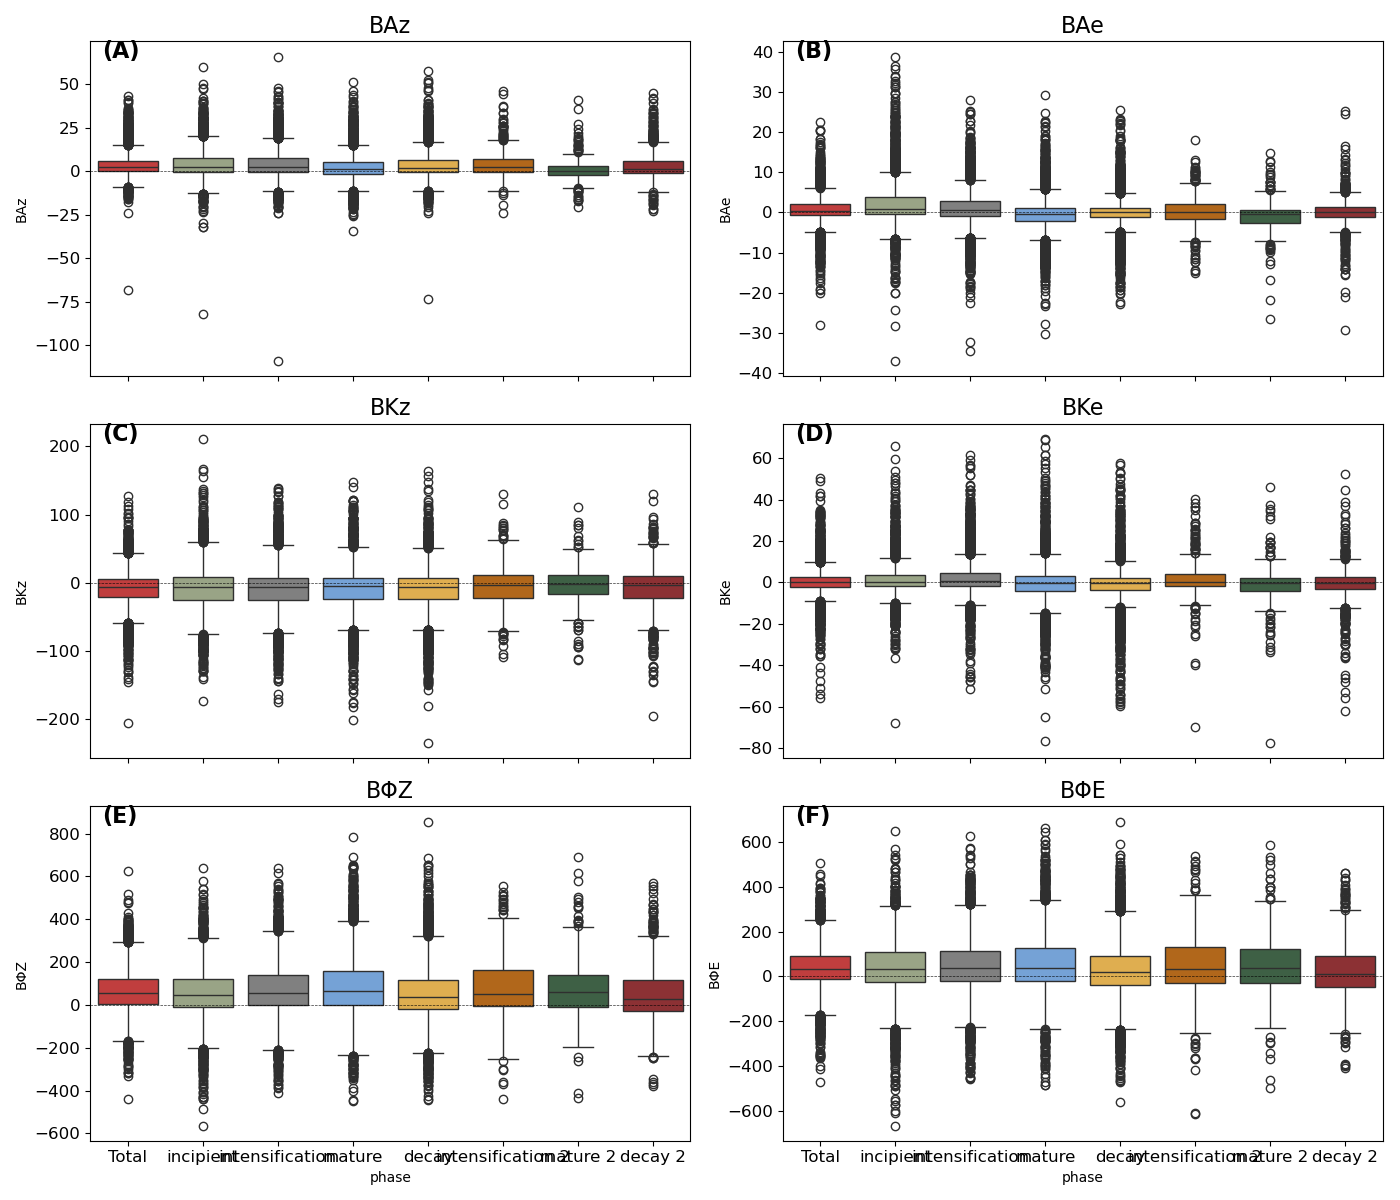 BAz
(A)
50
25
0
−25
−50
−75
−100
BAz
BAe
(B)
40
30
20
10
0
−10
−20
−30
−40
BAe
BKz
(C)
200
100
0
−100
−200
BKz
BKe
(D)
60
40
20
0
−20
−40
−60
−80
BKe
BΦZ
(E)
800
600
400
200
0
−200
−400
−600
BΦZ
Total incipient intensification mature decay intensification 2 mature 2 decay 2
phase
BΦE
(F)
600
400
200
0
−200
−400
−600
BΦE
Total incipient intensification mature decay intensification 2 mature 2 decay 2
phase